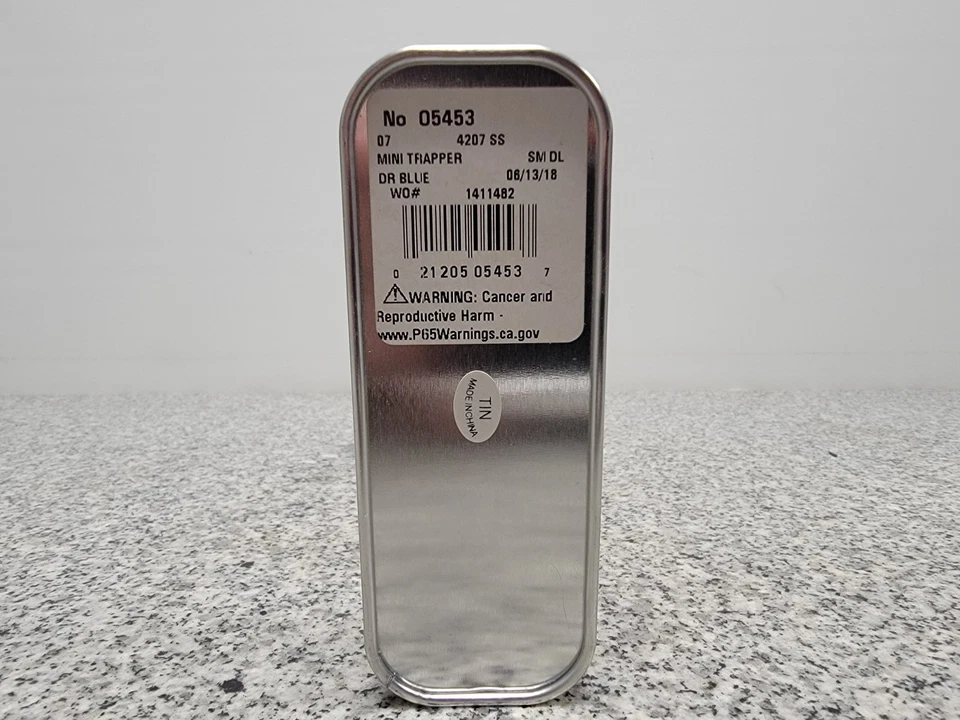 No 05453
07 4207 SS
MINI TRAPPER SM DL
DR BLUE 06/13/18
WO# 1411482
0 21205 05453 7
WARNING: Cancer and
Reproductive Harm -
www.P65Warnings.ca.gov
TIN
MADE IN CHINA